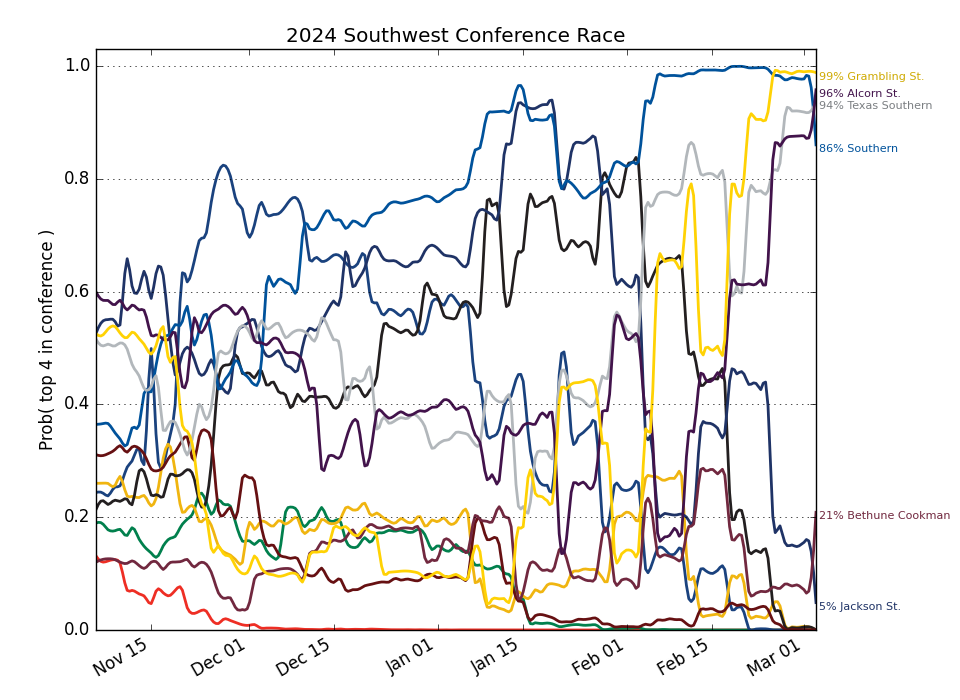 2024 Southwest Conference Race
Prob( top 4 in conference )
1.0
0.8
0.6
0.4
0.2
0.0
Nov 15
Dec 01
Dec 15
Jan 01
Jan 15
Feb 01
Feb 15
Mar 01
99% Grambling St.
96% Alcorn St.
94% Texas Southern
86% Southern
21% Bethune Cookman
5% Jackson St.